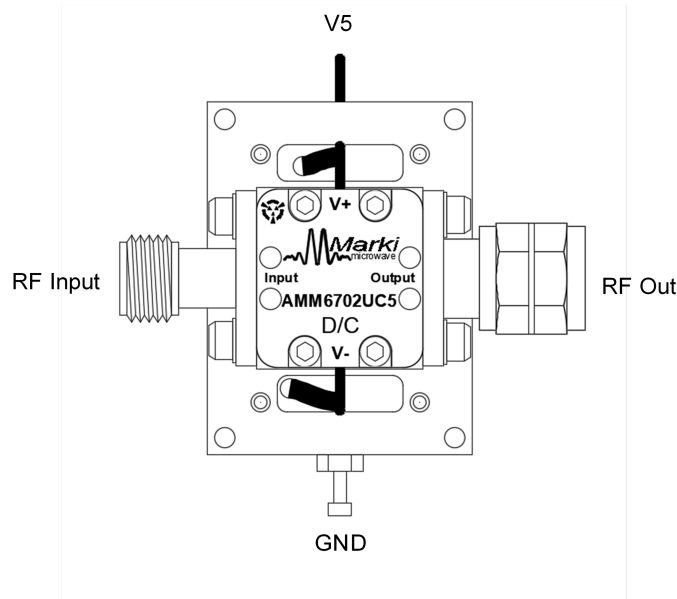 V5
V+
Marki
microwave
Input Output
RF Input
RF Out
AMM6702UC5
D/C
V-
GND